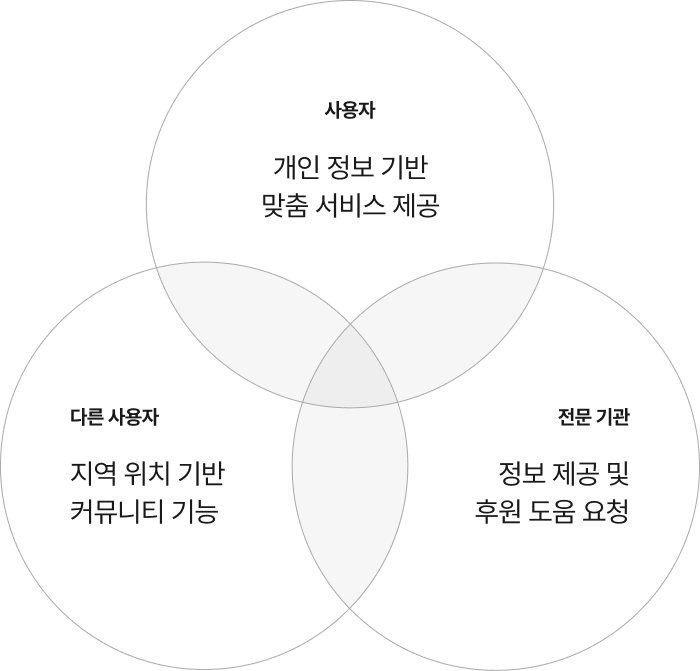 사용자
개인 정보 기반
맞춤 서비스 제공
다른 사용자
지역 위치 기반
커뮤니티 기능
전문 기관
정보 제공 및
후원 도움 요청